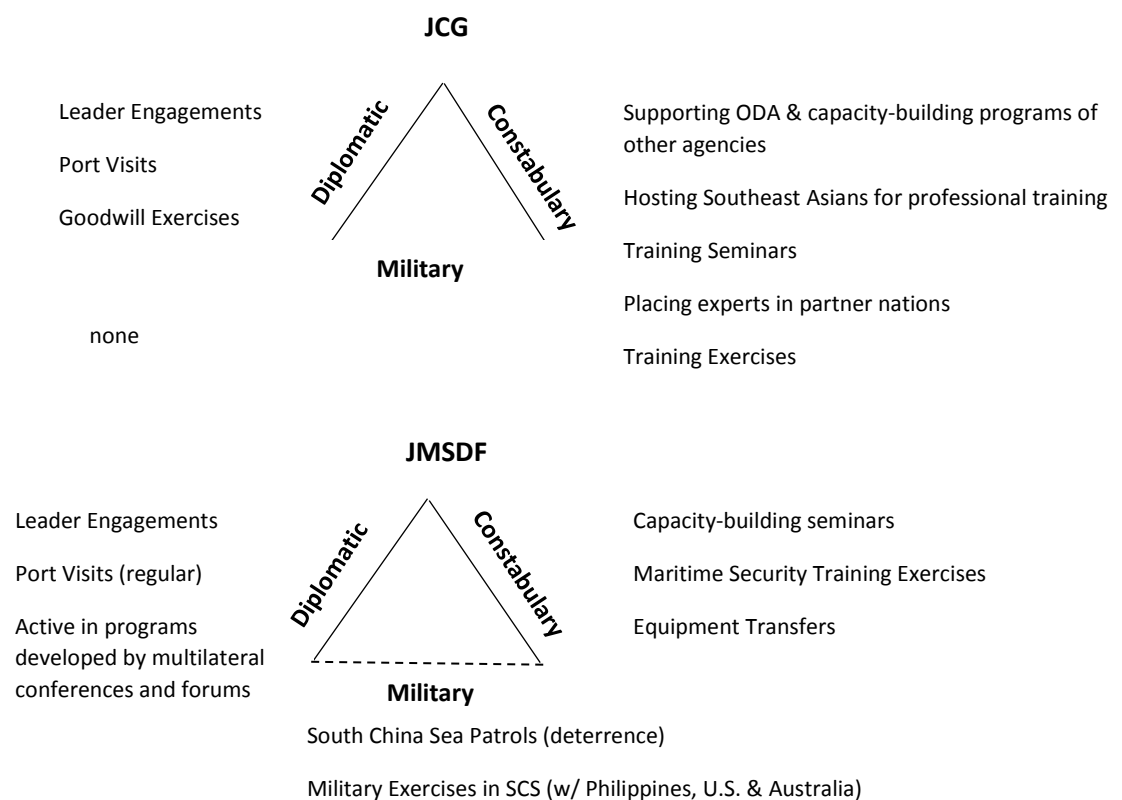 JCG
Leader Engagements
Port Visits
Goodwill Exercises
Diplomatic
Constabulary
Military
none
Supporting ODA & capacity-building programs of
other agencies
Hosting Southeast Asians for professional training
Training Seminars
Placing experts in partner nations
Training Exercises
JMSDF
Leader Engagements
Port Visits (regular)
Active in programs
developed by multilateral
conferences and forums
Diplomatic
Constabulary
Military
Capacity-building seminars
Maritime Security Training Exercises
Equipment Transfers
South China Sea Patrols (deterrence)
Military Exercises in SCS (w/ Philippines, U.S. & Australia)